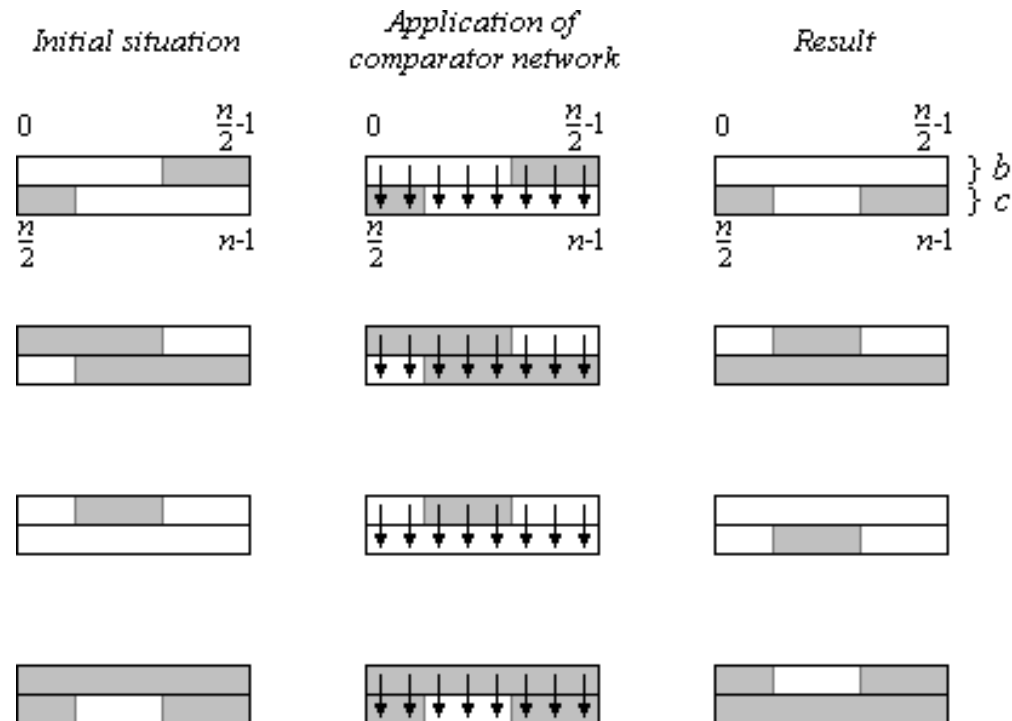 Initial situation
Application of
comparator network
Result
0 n/2-1
0 n/2-1
0 n/2-1
} b
} c
n/2 n-1
n/2 n-1
n/2 n-1